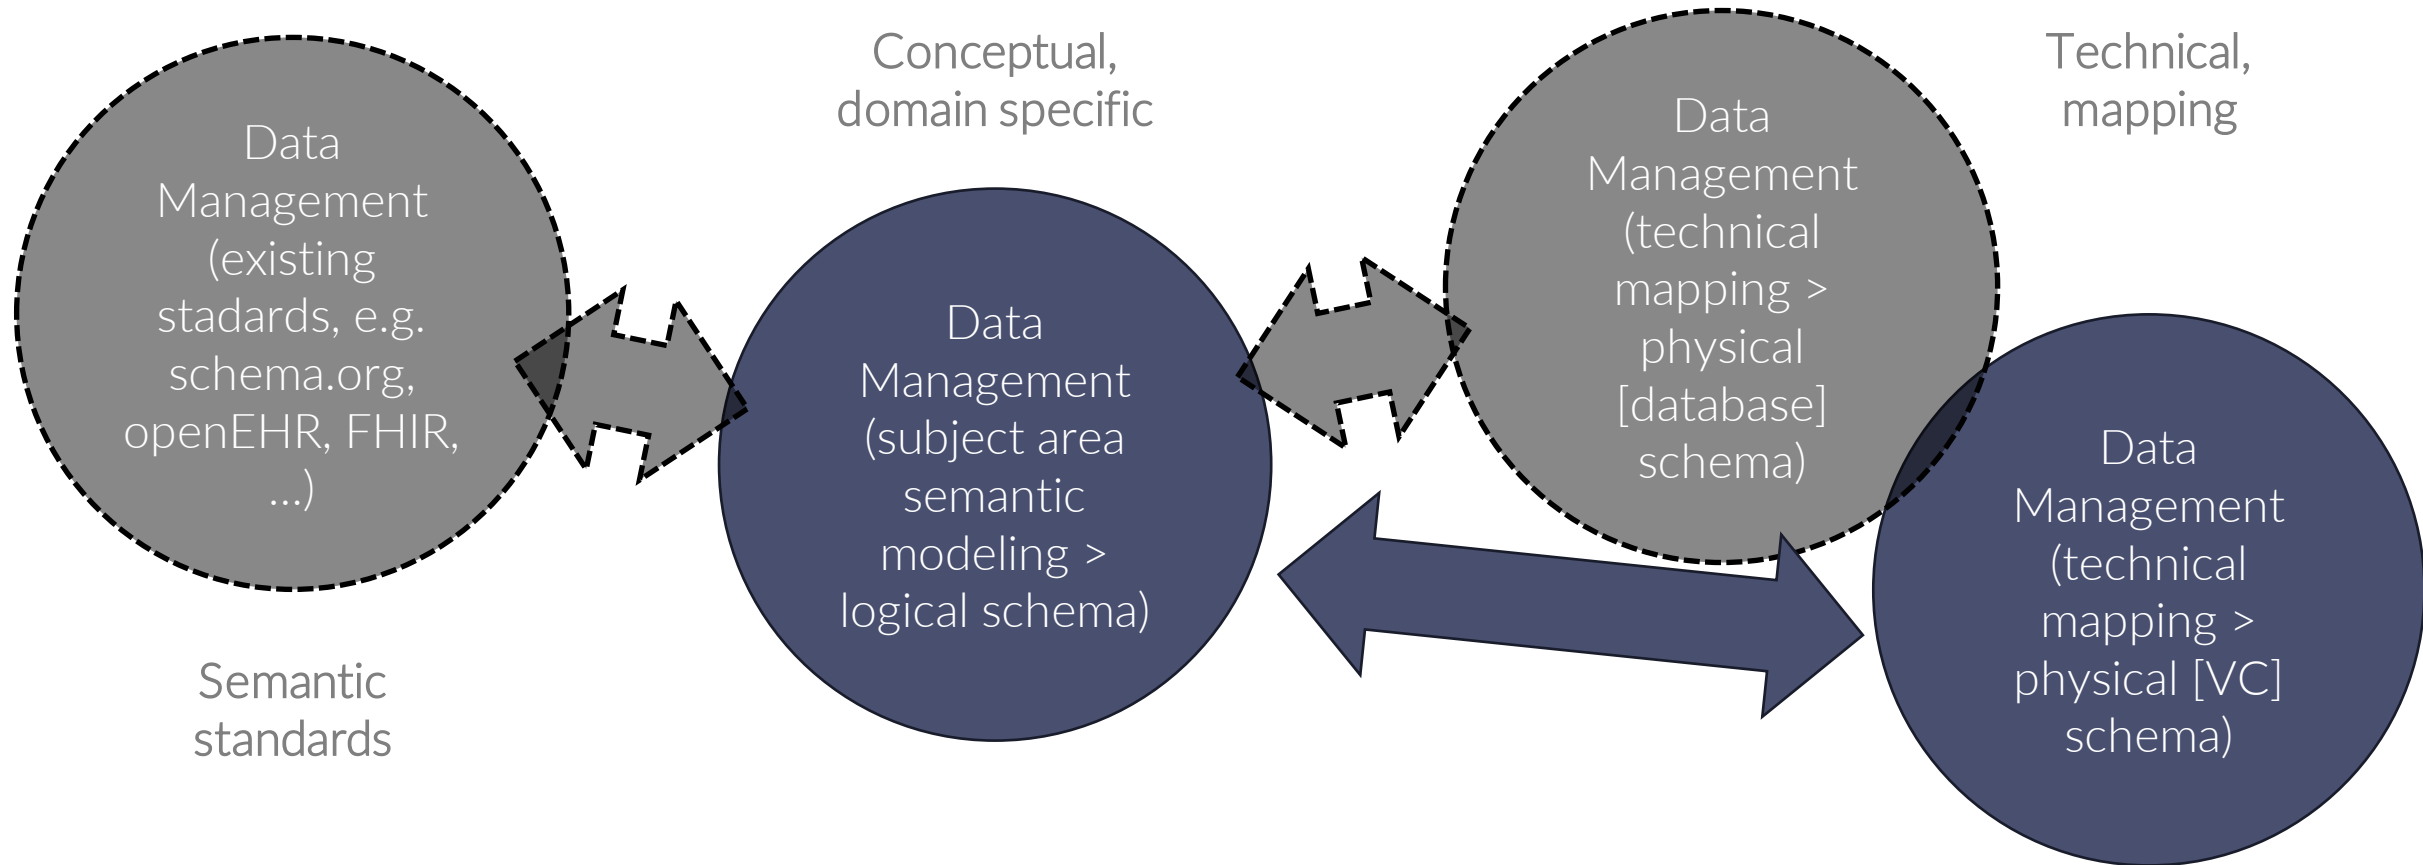 Data
Management
(existing
stadards, e.g.
schema.org,
openEHR, FHIR,
...)
Semantic
standards
Conceptual,
domain specific
Data
Management
(subject area
semantic
modeling >
logical schema)
Data
Management
(technical
mapping >
physical
[database]
schema)
Technical,
mapping
Data
Management
(technical
mapping >
physical [VC]
schema)